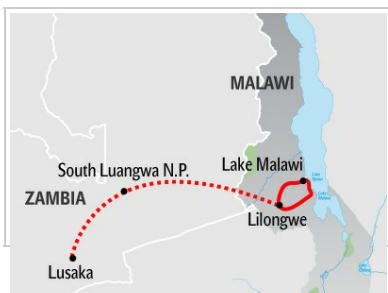 MALAWI
South Luangwa N.P.
Lake Malawi
ZAMBIA
Lilongwe
Lusaka